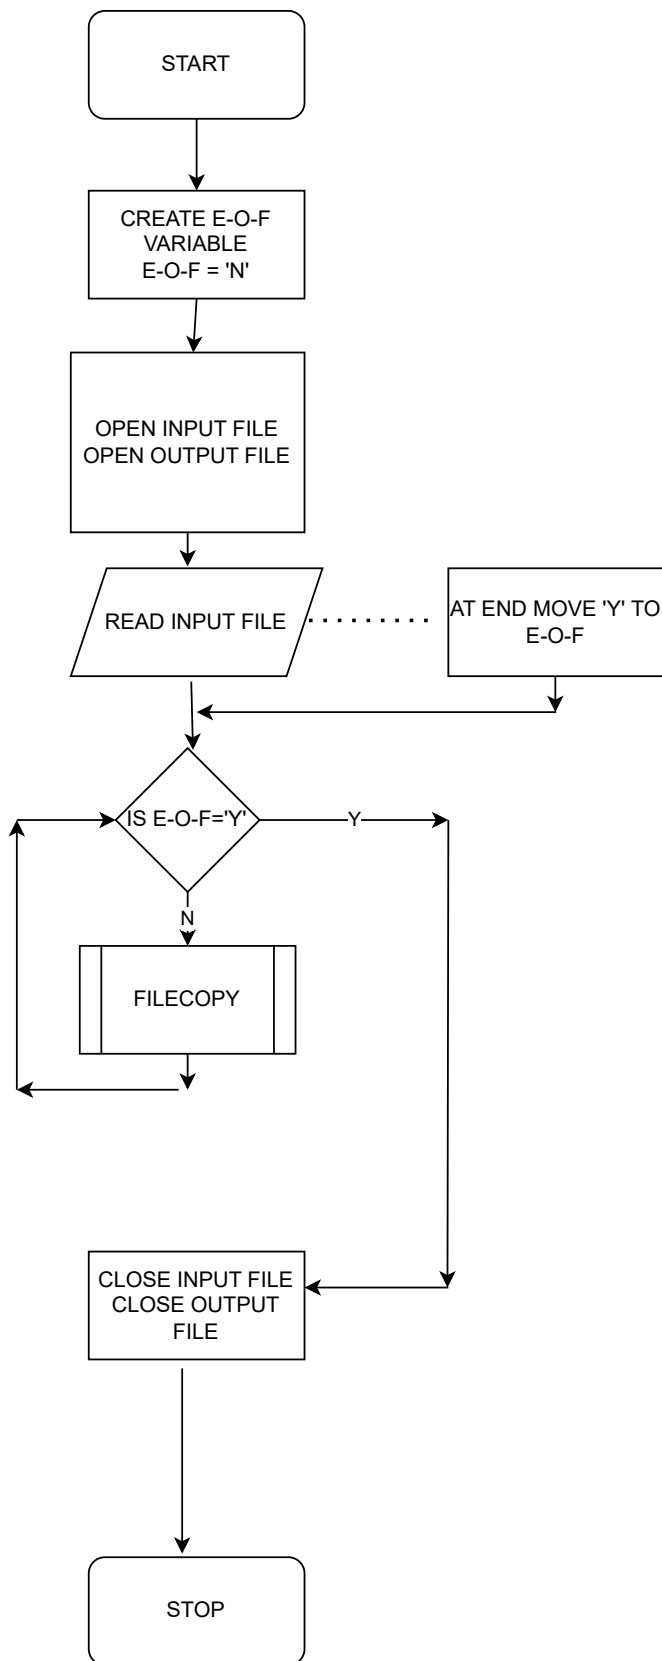 START
CREATE E-O-F
VARIABLE
E-O-F = 'N'
OPEN INPUT FILE
OPEN OUTPUT FILE
READ INPUT FILE
AT END MOVE 'Y' TO
E-O-F
IS E-O-F='Y'
Y
N
FILECOPY
CLOSE INPUT FILE
CLOSE OUTPUT
FILE
STOP